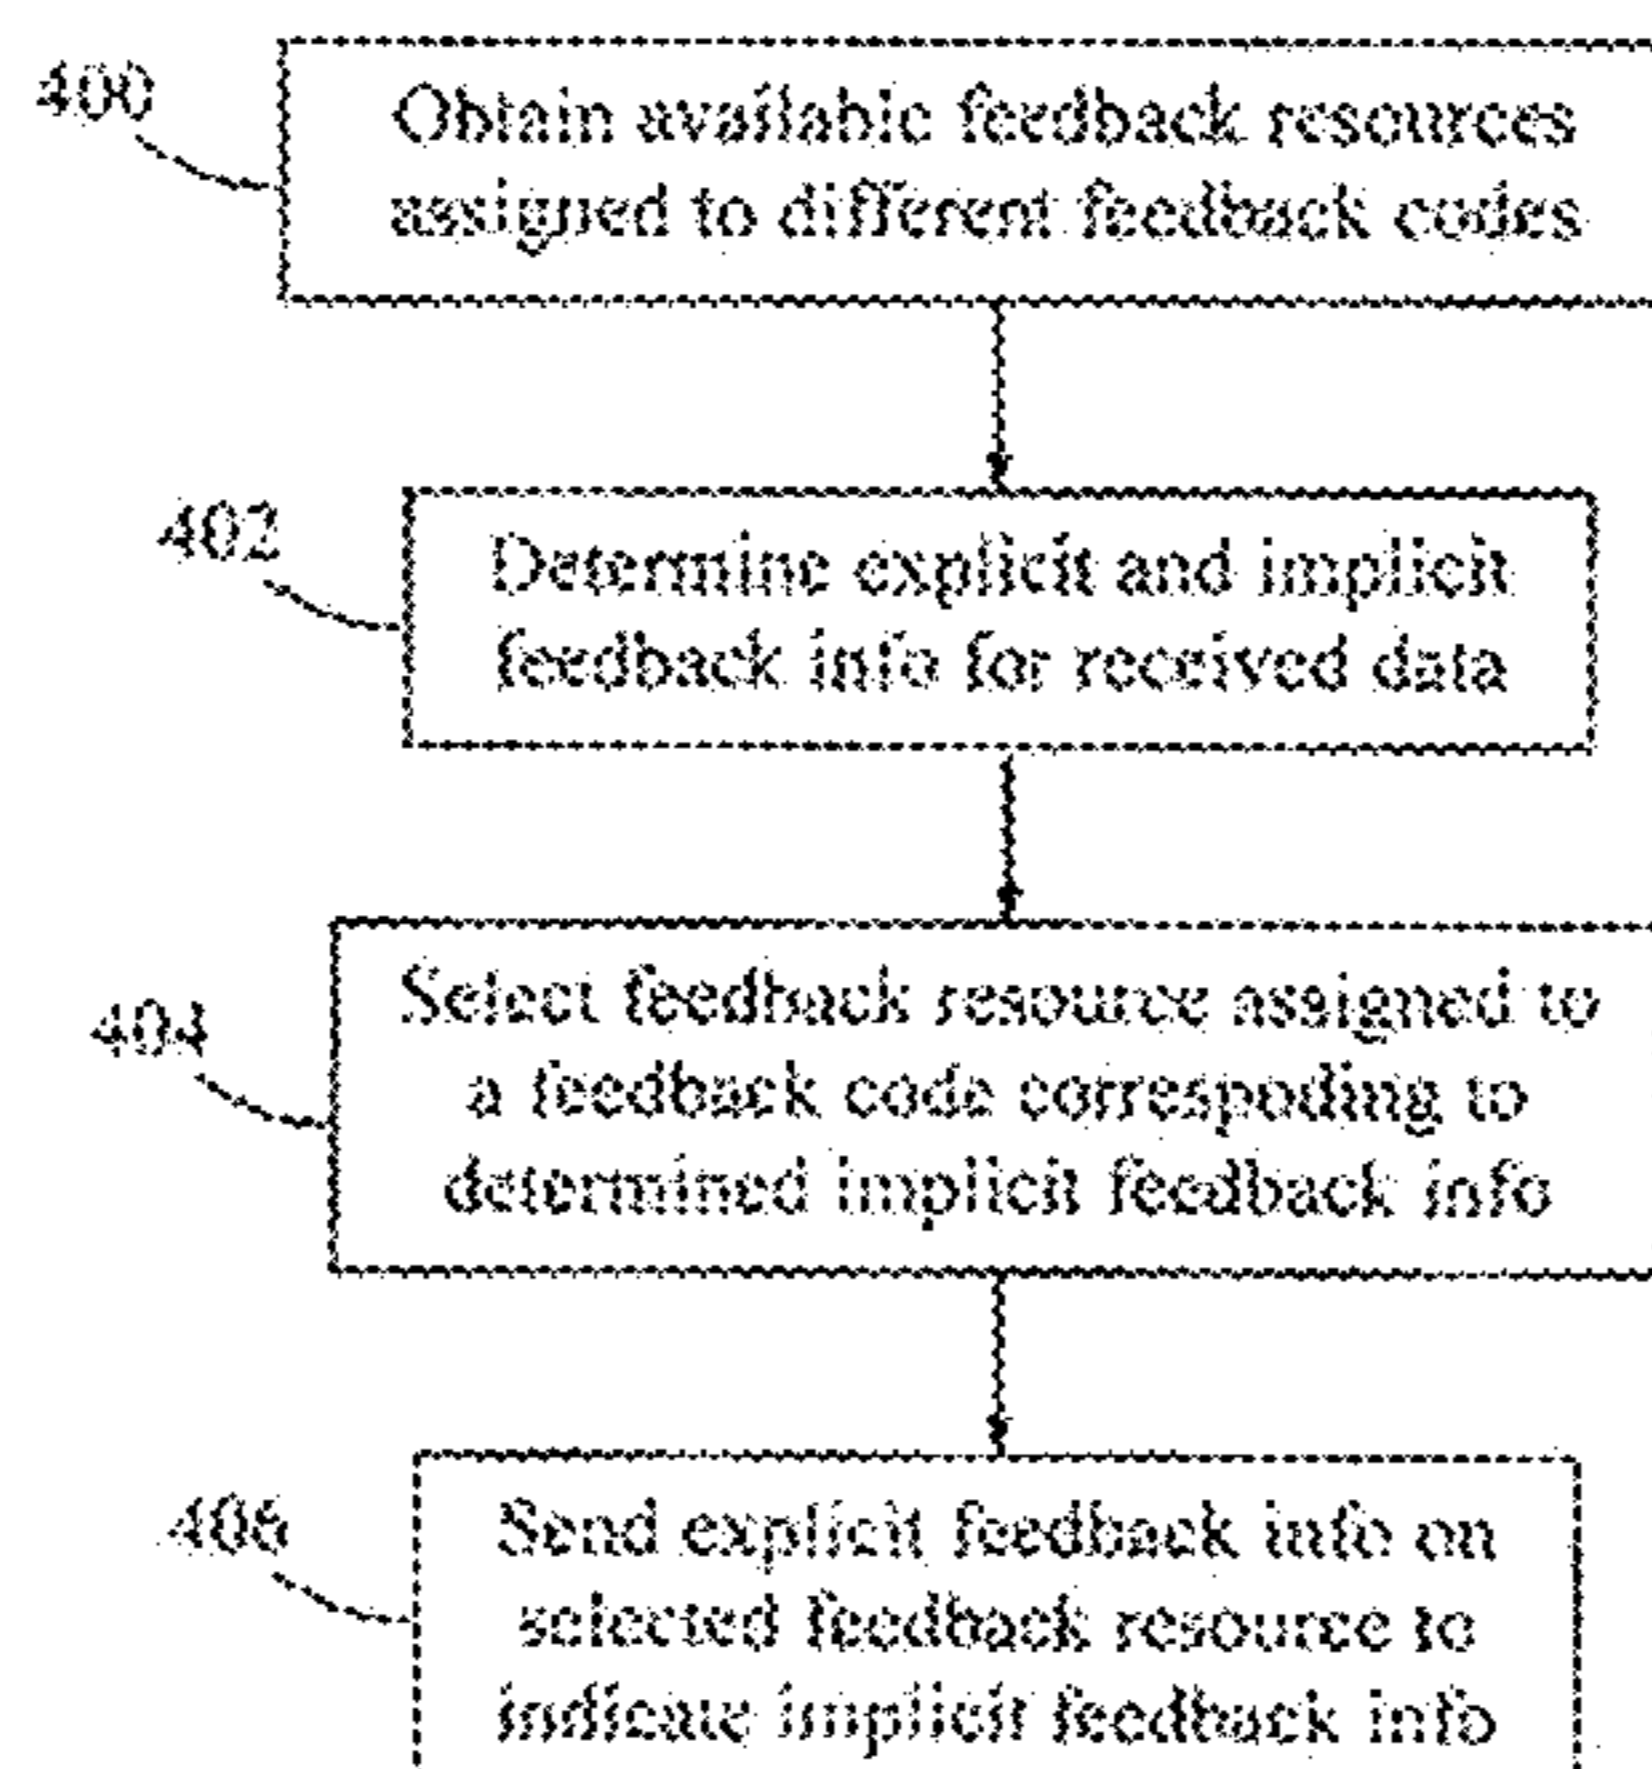 400
Obtain available feedback resources
assigned to different feedback codes
402
Determine explicit and implicit
feedback info for received data
404
Select feedback resource assigned to
a feedback code correspoding to
determined implicit feedback info
406
Send explicit feedback info on
selected feedback resource to
indicate implicit feedback info